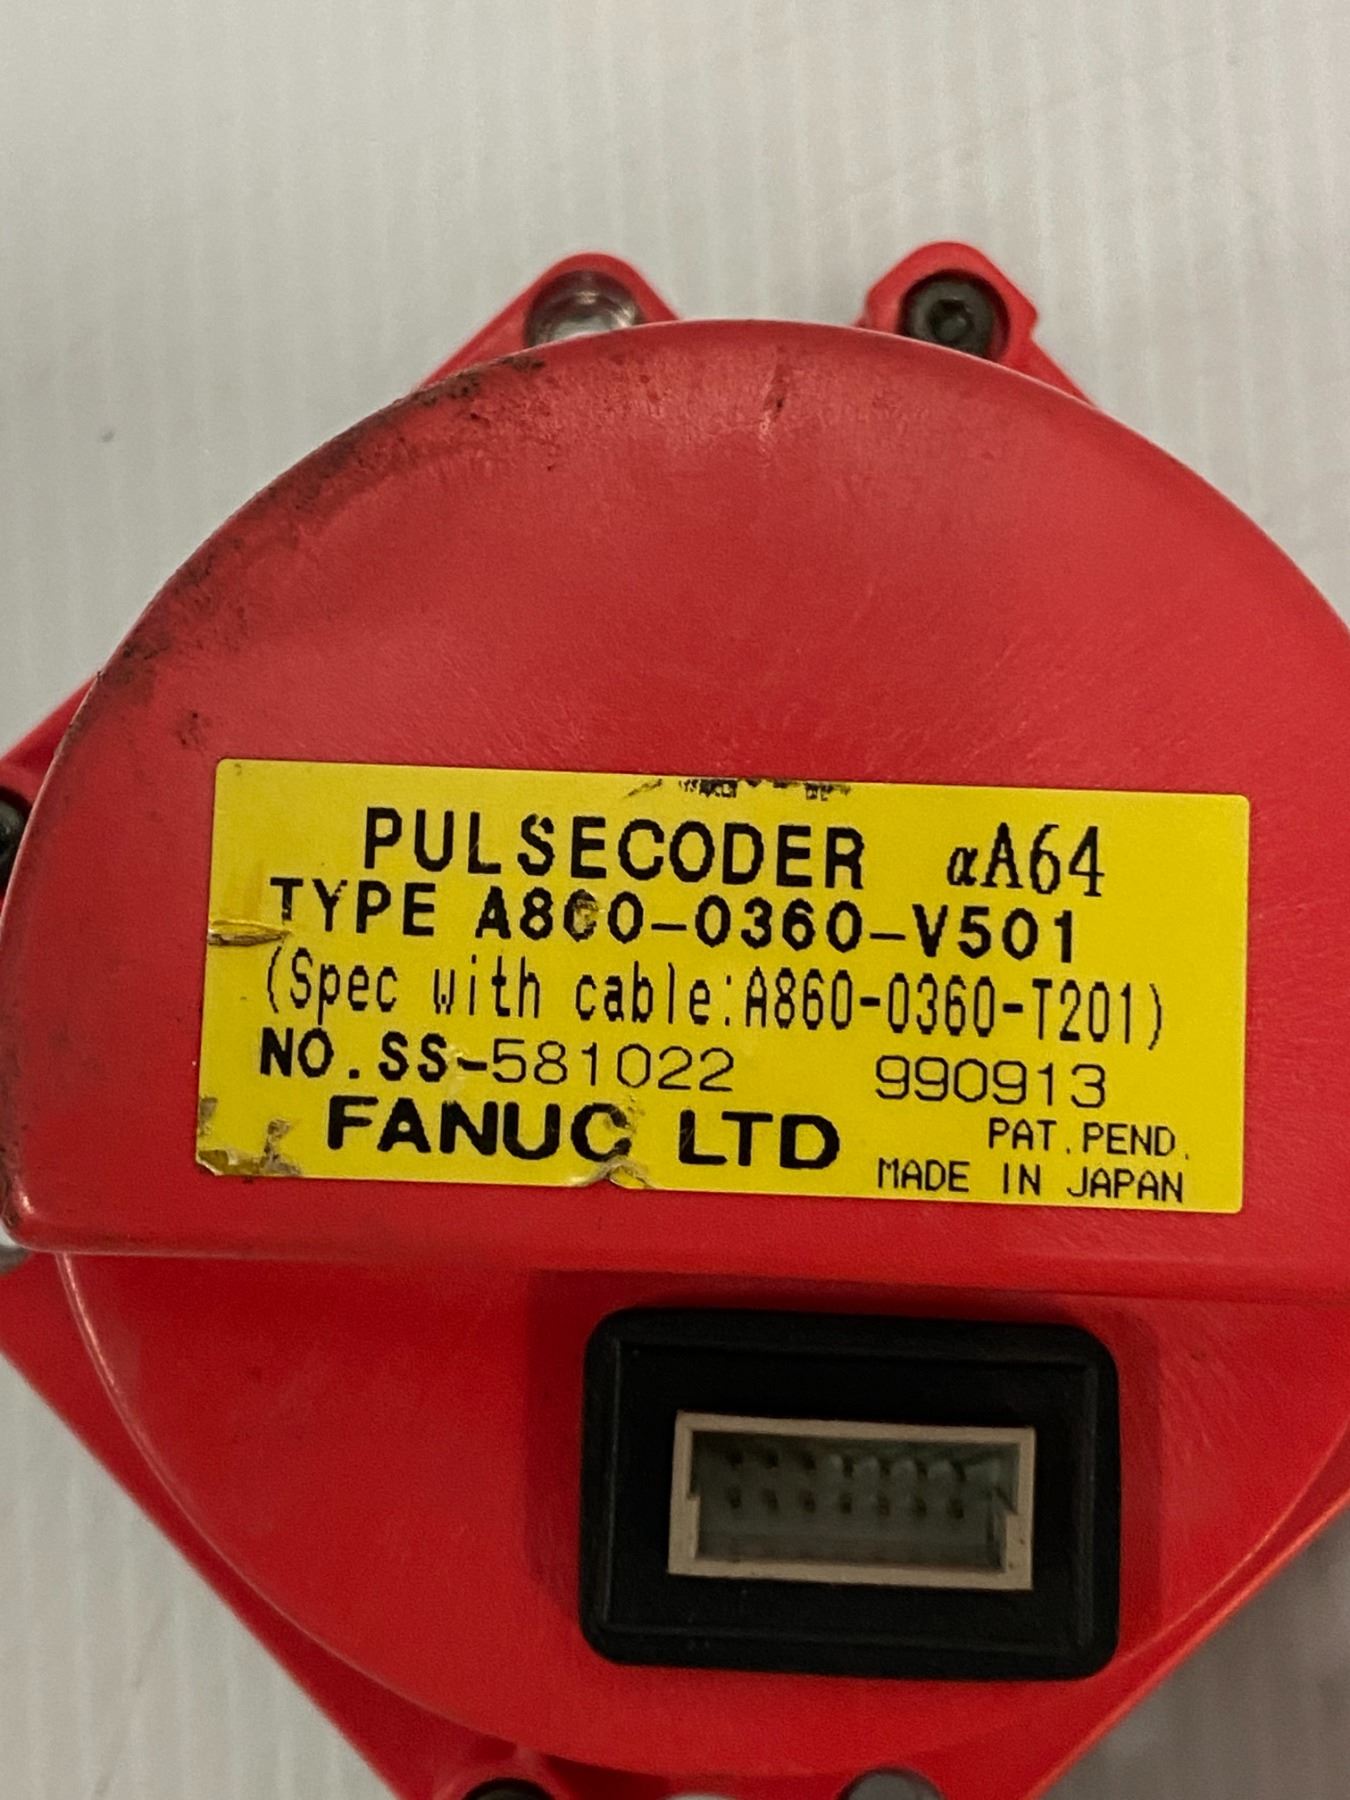 PULSECODER αA64
TYPE A860-0360-V501
(Spec with cable:A860-0360-T201)
NO.SS-581022 990913
FANUC LTD PAT.PEND.
MADE IN JAPAN